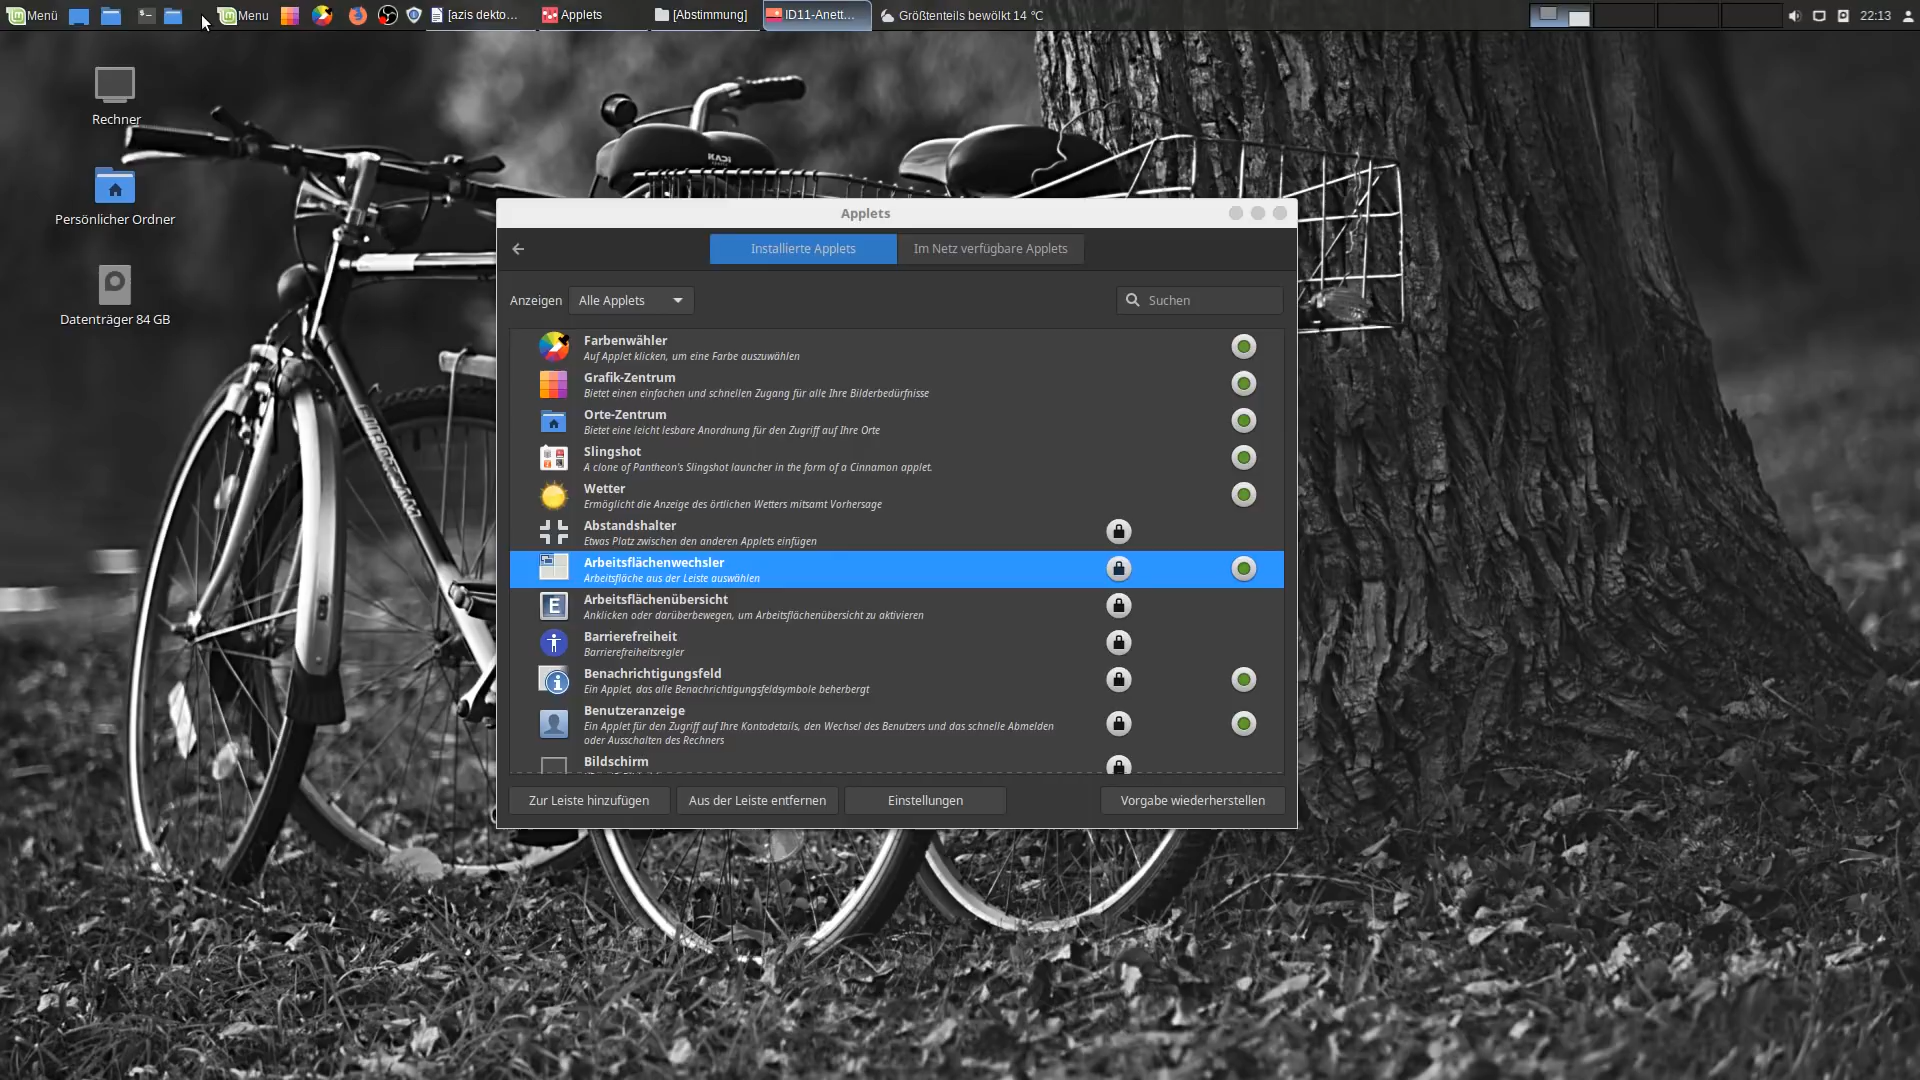 Menü
Menu
[azis dekto...
Applets
[Abstimmung]
ID11-Anett...
Größtenteils bewölkt 14 °C
22:13
Rechner
Persönlicher Ordner
Datenträger 84 GB
Applets
Installierte Applets
Im Netz verfügbare Applets
Anzeigen
Alle Applets
Suchen
Farbenwähler
Auf Applet klicken, um eine Farbe auszuwählen
Grafik-Zentrum
Bietet einen einfachen und schnellen Zugang für alle Ihre Bilderbedürfnisse
Orte-Zentrum
Bietet eine leicht lesbare Anordnung für den Zugriff auf Ihre Orte
Slingshot
A clone of Pantheon's Slingshot launcher in the form of a Cinnamon applet.
Wetter
Ermöglicht die Anzeige des örtlichen Wetters mitsamt Vorhersage
Abstandshalter
Etwas Platz zwischen den anderen Applets einfügen
Arbeitsflächenwechsler
Arbeitsfläche aus der Leiste auswählen
Arbeitsflächenübersicht
Anklicken oder darüberbewegen, um Arbeitsflächenübersicht zu aktivieren
Barrierefreiheit
Barrierefreiheitsregler
Benachrichtigungsfeld
Ein Applet, das alle Benachrichtigungsfeldsymbole beherbergt
Benutzeranzeige
Ein Applet für den Zugriff auf Ihre Kontodetails, den Wechsel des Benutzers und das schnelle Abmelden
oder Ausschalten des Rechners
Bildschirm
Zur Leiste hinzufügen
Aus der Leiste entfernen
Einstellungen
Vorgabe wiederherstellen